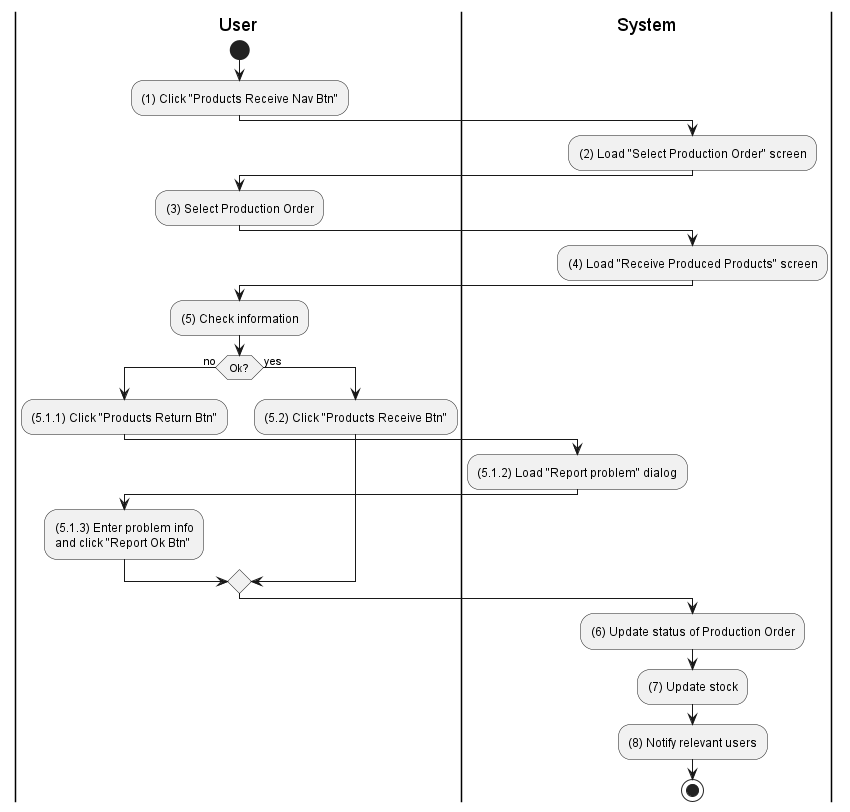 User
System
(1) Click "Products Receive Nav Btn"
(2) Load "Select Production Order" screen
(3) Select Production Order
(4) Load "Receive Produced Products" screen
(5) Check information
no
Ok?
yes
(5.1.1) Click "Products Return Btn"
(5.2) Click "Products Receive Btn"
(5.1.2) Load "Report problem" dialog
(5.1.3) Enter problem info
and click "Report Ok Btn"
(6) Update status of Production Order
(7) Update stock
(8) Notify relevant users